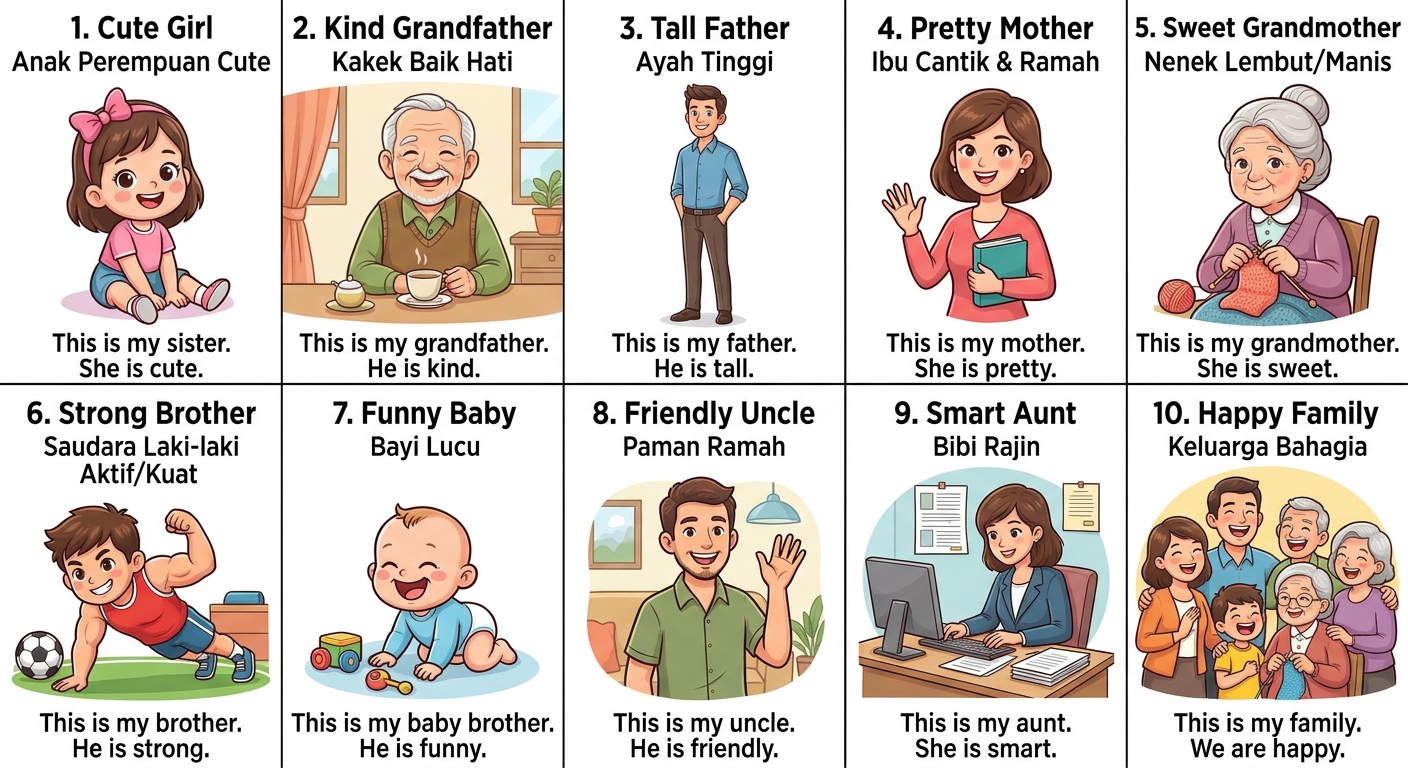 1. Cute Girl
Anak Perempuan Cute
This is my sister.
She is cute.
2. Kind Grandfather
Kakek Baik Hati
This is my grandfather.
He is kind.
3. Tall Father
Ayah Tinggi
This is my father.
He is tall.
4. Pretty Mother
Ibu Cantik & Ramah
This is my mother.
She is pretty.
5. Sweet Grandmother
Nenek Lembut/Manis
This is my grandmother.
She is sweet.
6. Strong Brother
Saudara Laki-laki
Aktif/Kuat
This is my brother.
He is strong.
7. Funny Baby
Bayi Lucu
This is my baby brother.
He is funny.
8. Friendly Uncle
Paman Ramah
This is my uncle.
He is friendly.
9. Smart Aunt
Bibi Rajin
This is my aunt.
She is smart.
10. Happy Family
Keluarga Bahagia
This is my family.
We are happy.